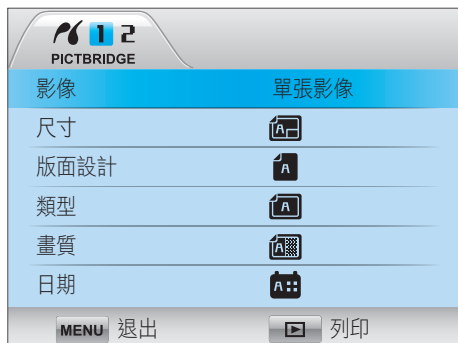 1 2
PICTBRIDGE
影像 單張影像
尺寸 A
版面設計 A
類型 A
畫質 A
日期 A
MENU 退出 列印